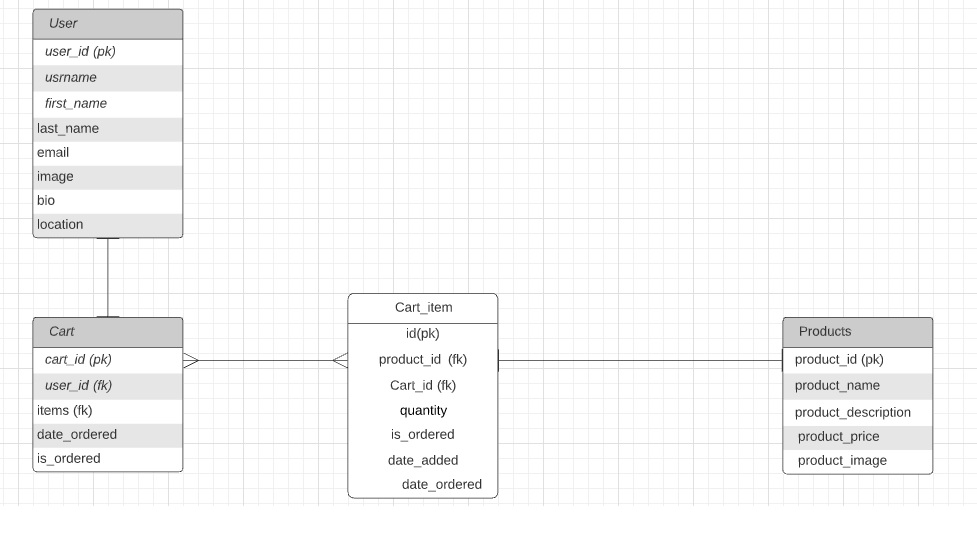 User
user_id (pk)
usrname
first_name
last_name
email
image
bio
location
Cart
cart_id (pk)
user_id (fk)
items (fk)
date_ordered
is_ordered
Cart_item
id(pk)
product_id (fk)
Cart_id (fk)
quantity
is_ordered
date_added
date_ordered
Products
product_id (pk)
product_name
product_description
product_price
product_image